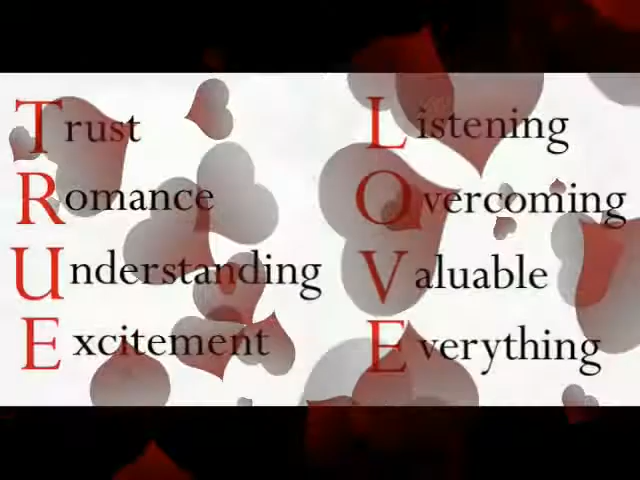 Trust
Romance
Understanding
Excitement
Listening
Overcoming
Valuable
Everything